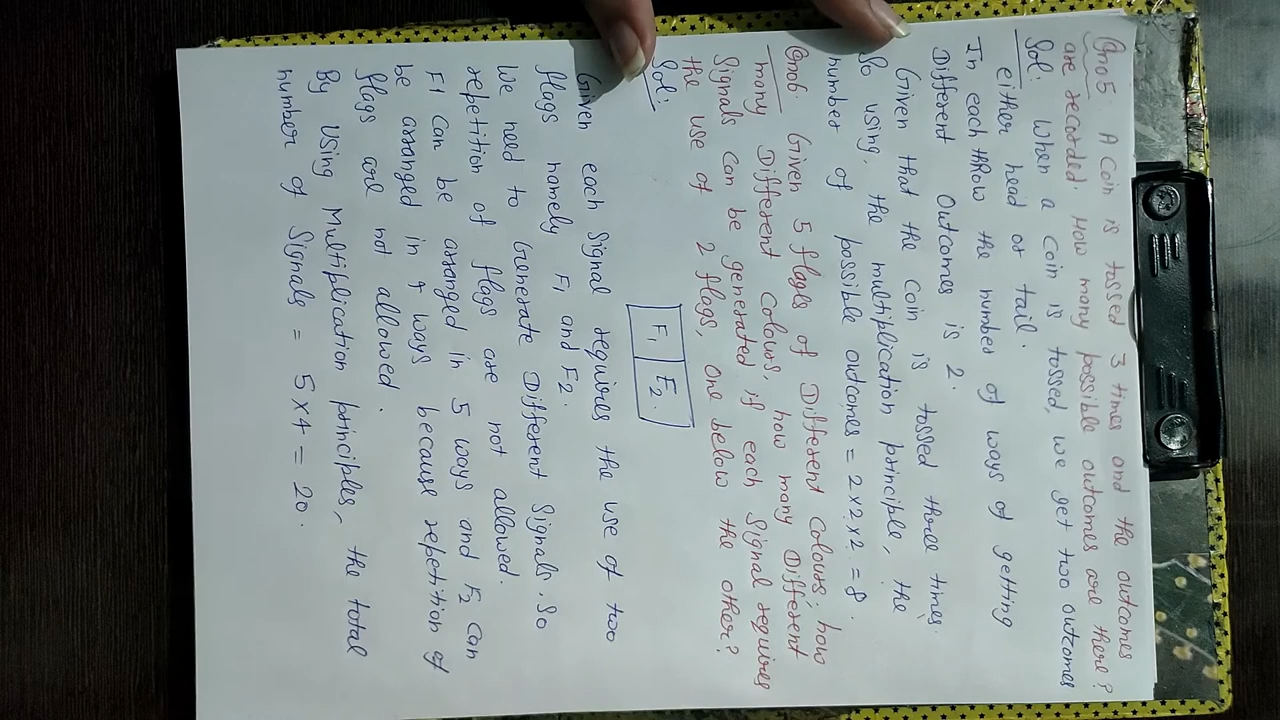 Qno5. A Coin is tossed 3 times and the outcomes
are recorded. How many possible outcomes are there?
Sol: When a Coin is tossed, we get two outcomes
either head or tail.
In each throw the number of ways of getting
Different Outcomes is 2.
Given that the Coin is tossed three times.
So using, the multiplication principle, the
number of possible outcomes = 2×2×2 = 8.
Qno6. Given 5 flages of Different Colours; how
many Different Colours, how many Different
Signals can be generated if each Signal requires
the use of 2 flags, One below the other?
Sol:
F1 F2.
Given each Signal requires the use of two
flags namely F1 and F2.
We need to Generate Different Signals. So
repetition of flags are not allowed.
F1 can be arranged in 5 ways and F2 can
be arranged in 4 ways because repetition of
flags are not allowed.
By Using Multiplication principles, the total
number of Signals = 5×4 = 20.